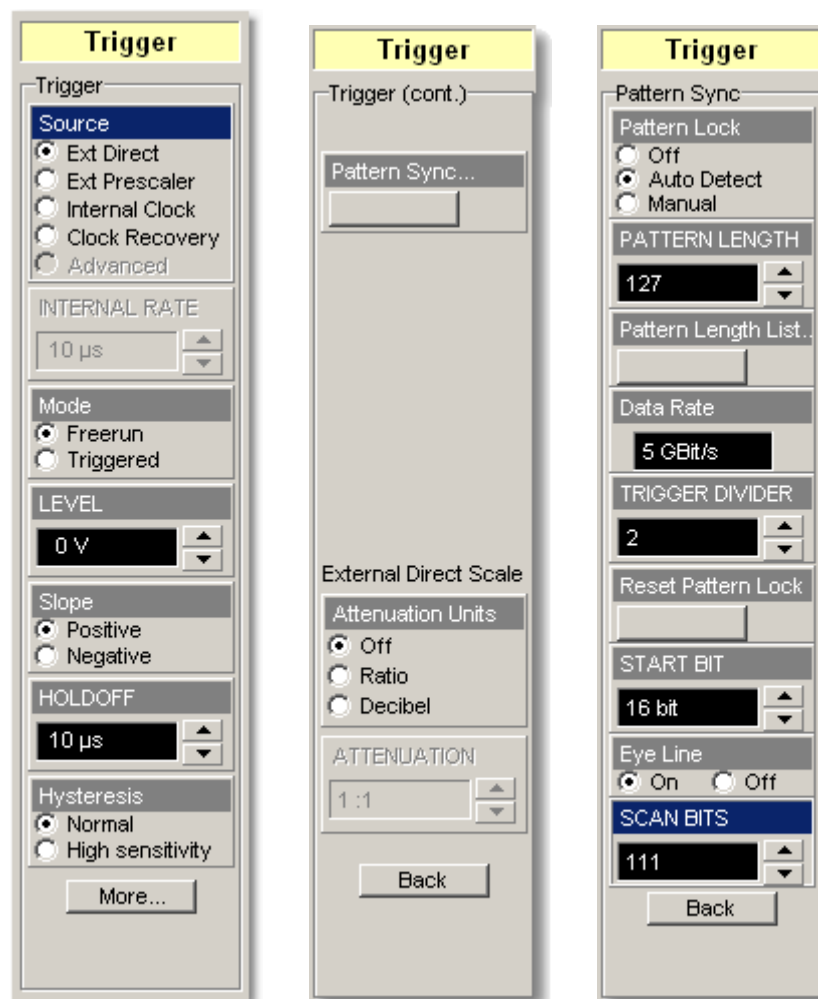 Trigger
Trigger
Source
Ext Direct
Ext Prescaler
Internal Clock
Clock Recovery
Advanced
INTERNAL RATE
10 µs
Mode
Freerun
Triggered
LEVEL
0 V
Slope
Positive
Negative
HOLDOFF
10 µs
Hysteresis
Normal
High sensitivity
More...
Trigger
Trigger (cont.)
Pattern Sync...
External Direct Scale
Attenuation Units
Off
Ratio
Decibel
ATTENUATION
1 :1
Back
Trigger
Pattern Sync
Pattern Lock
Off
Auto Detect
Manual
PATTERN LENGTH
127
Pattern Length List..
Data Rate
5 GBit/s
TRIGGER DIVIDER
2
Reset Pattern Lock
START BIT
16 bit
Eye Line
On Off
SCAN BITS
111
Back